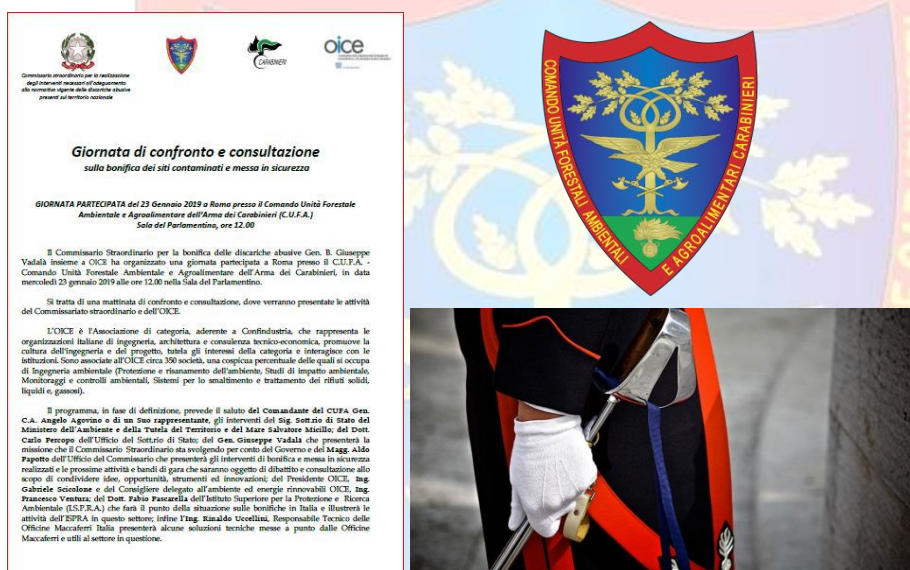 Commissario straordinario per la realizzazione
degli interventi necessari all'adeguamento
alla normativa vigente delle discariche abusive
presenti sul territorio nazionale
CARABINIERI
oice
Giornata di confronto e consultazione
sulla bonifica dei siti contaminati e messa in sicurezza
GIORNATA PARTECIPATA del 23 Gennaio 2019 a Roma presso il Comando Unità Forestale
Ambientale e Agroalimentare dell'Arma dei Carabinieri (C.U.F.A.)
Sala del Parlamentino, ore 12.00
Il Commissario Straordinario per la bonifica delle discariche abusive Gen. B. Giuseppe
Vadalà insieme a OICE ha organizzato una giornata partecipata a Roma presso il C.U.F.A. -
Comando Unità Forestale Ambientale e Agroalimentare dell'Arma dei Carabinieri, in data
mercoledì 23 gennaio 2019 alle ore 12.00 nella Sala del Parlamentino.
Si tratta di una mattinata di confronto e consultazione, dove verranno presentate le attività
del Commissariato straordinario e dell'OICE.
L'OICE è l'Associazione di categoria, aderente a Confindustria, che rappresenta le
organizzazioni italiane di ingegneria, architettura e consulenza tecnico-economica, promuove la
cultura dell'ingegneria e del progetto, tutela gli interessi della categoria e interagisce con le
istituzioni. Sono associate all'OICE circa 350 società, una cospicua percentuale delle quali si occupa
di Ingegneria ambientale (Protezione e risanamento dell'ambiente, Studi di impatto ambientale,
Monitoraggi e controlli ambientali, Sistemi per lo smaltimento e trattamento dei rifiuti solidi,
liquidi e, gassosi).
Il programma, in fase di definizione, prevede il saluto del Comandante del CUFA Gen.
C.A. Angelo Agovino o di un Suo rappresentante, gli interventi del Sig. Sott.rio di Stato del
Ministero dell'Ambiente e della Tutela del Territorio e del Mare Salvatore Micillo; del Dott.
Carlo Percopo dell'Ufficio del Sott.rio di Stato; del Gen. Giuseppe Vadalà che presenterà la
missione che il Commissario Straordinario sta svolgendo per conto del Governo e del Magg. Aldo
Papotto dell'Ufficio del Commissario che presenterà gli interventi di bonifica e messa in sicurezza
realizzati e le prossime attività e bandi di gara che saranno oggetto di dibattito e consultazione allo
scopo di condividere idee, opportunità, strumenti ed innovazioni; del Presidente OICE, Ing.
Gabriele Scicolone e del Consigliere delegato all'ambiente ed energie rinnovabili OICE, Ing.
Francesco Ventura; del Dott. Fabio Pascarella dell'Istituto Superiore per la Protezione e Ricerca
Ambientale (I.S.P.R.A.) che farà il punto della situazione sulle bonifiche in Italia e illustrerà le
attività dell'ISPRA in questo settore; infine l'Ing. Rinaldo Uccellini, Responsabile Tecnico delle
Officine Maccaferri Italia presenterà alcune soluzioni tecniche messe a punto dalle Officine
Maccaferri e utili al settore in questione.
COMANDO UNITÀ FORESTALI AMBIENTALI
E AGROALIMENTARI CARABINIERI